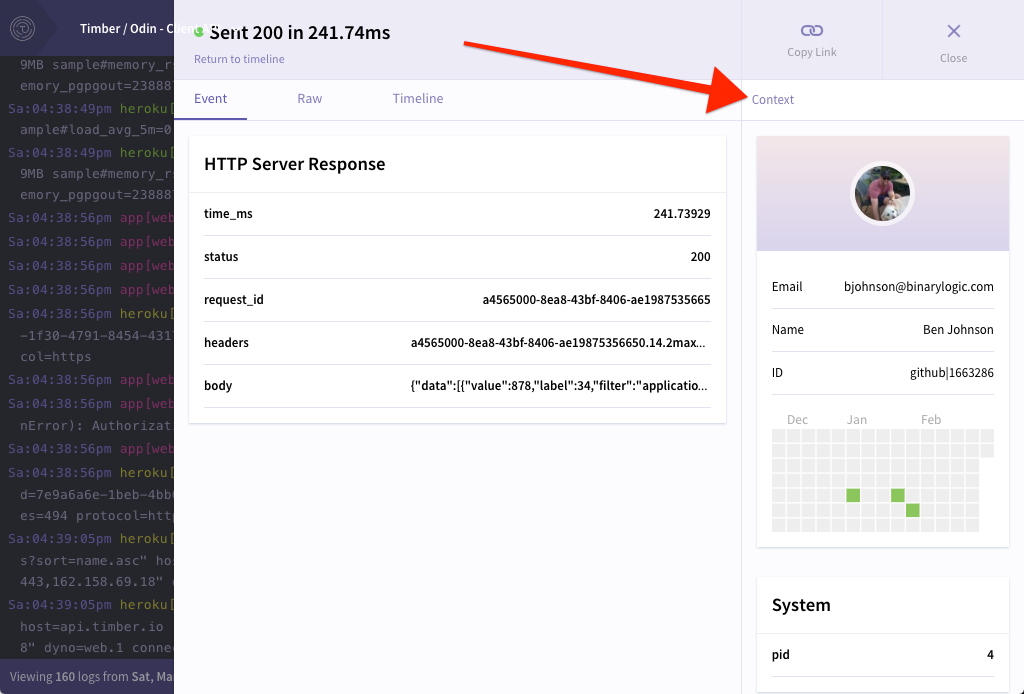 Timber / Odin - Client API
Sent 200 in 241.74ms
Return to timeline
Copy Link
Close
9MB sample#memory_rs
emory_pgpgout=23888
Sa:04:38:49pm heroku[
ample#load_avg_5m=0
Sa:04:38:49pm heroku[
9MB sample#memory_rs
emory_pgpgout=23888
Sa:04:38:56pm app[web
Sa:04:38:56pm app[web
Sa:04:38:56pm app[web
Sa:04:38:56pm app[web
Sa:04:38:56pm heroku[
-1f30-4791-8454-431
col=https
Sa:04:38:56pm app[web
Sa:04:38:56pm app[web
nError): Authorizat
Sa:04:38:56pm app[web
Sa:04:38:56pm heroku[
d=7e9a6a6e-1beb-4bb
es=494 protocol=http
Sa:04:39:05pm heroku[
s?sort=name.asc" hos
443,162.158.69.18"
Sa:04:39:05pm heroku[
host=api.timber.io
8" dyno=web.1 connec
Viewing 160 logs from Sat, Ma
Event
Raw
Timeline
HTTP Server Response
time_ms 241.73929
status 200
request_id a4565000-8ea8-43bf-8406-ae1987535665
headers a4565000-8ea8-43bf-8406-ae19875356650.14.2max...
body {"data":[{"value":878,"label":34,"filter":"applicatio...
Context
Email bjohnson@binarylogic.com
Name Ben Johnson
ID github|1663286
Dec Jan Feb
System
pid 4